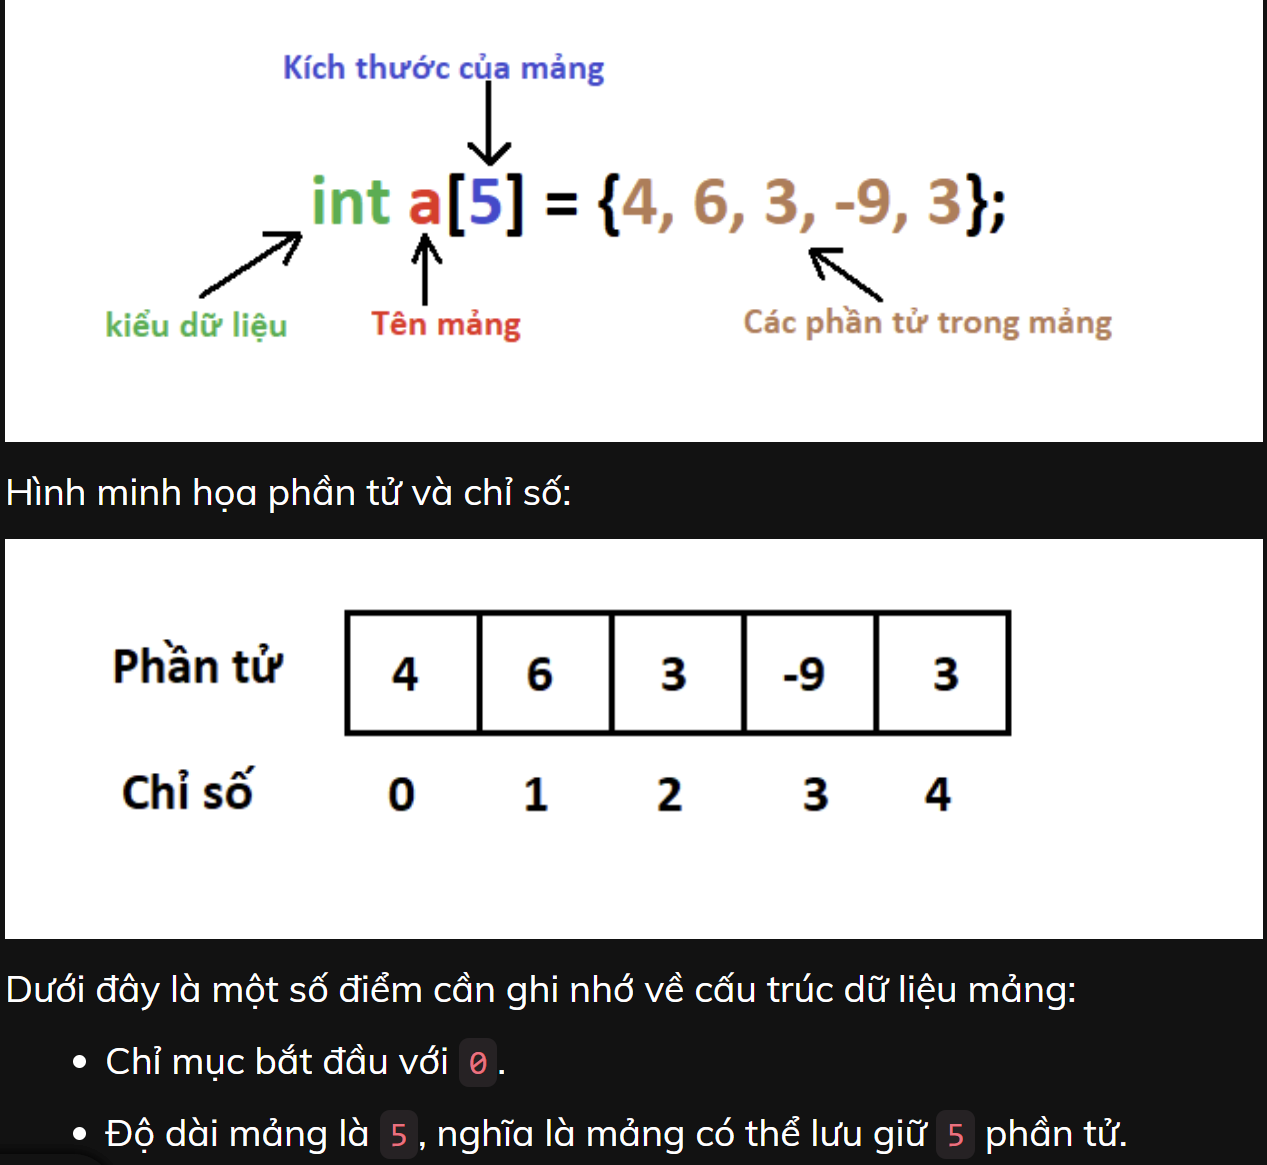 Kích thước của mảng
int a[5] = {4, 6, 3, -9, 3};
kiểu dữ liệu Tên mảng Các phần tử trong mảng
Hình minh họa phần tử và chỉ số:
Phần tử 4 6 3 -9 3
Chỉ số 0 1 2 3 4
Dưới đây là một số điểm cần ghi nhớ về cấu trúc dữ liệu mảng:
• Chỉ mục bắt đầu với 0.
• Độ dài mảng là 5, nghĩa là mảng có thể lưu giữ 5 phần tử.